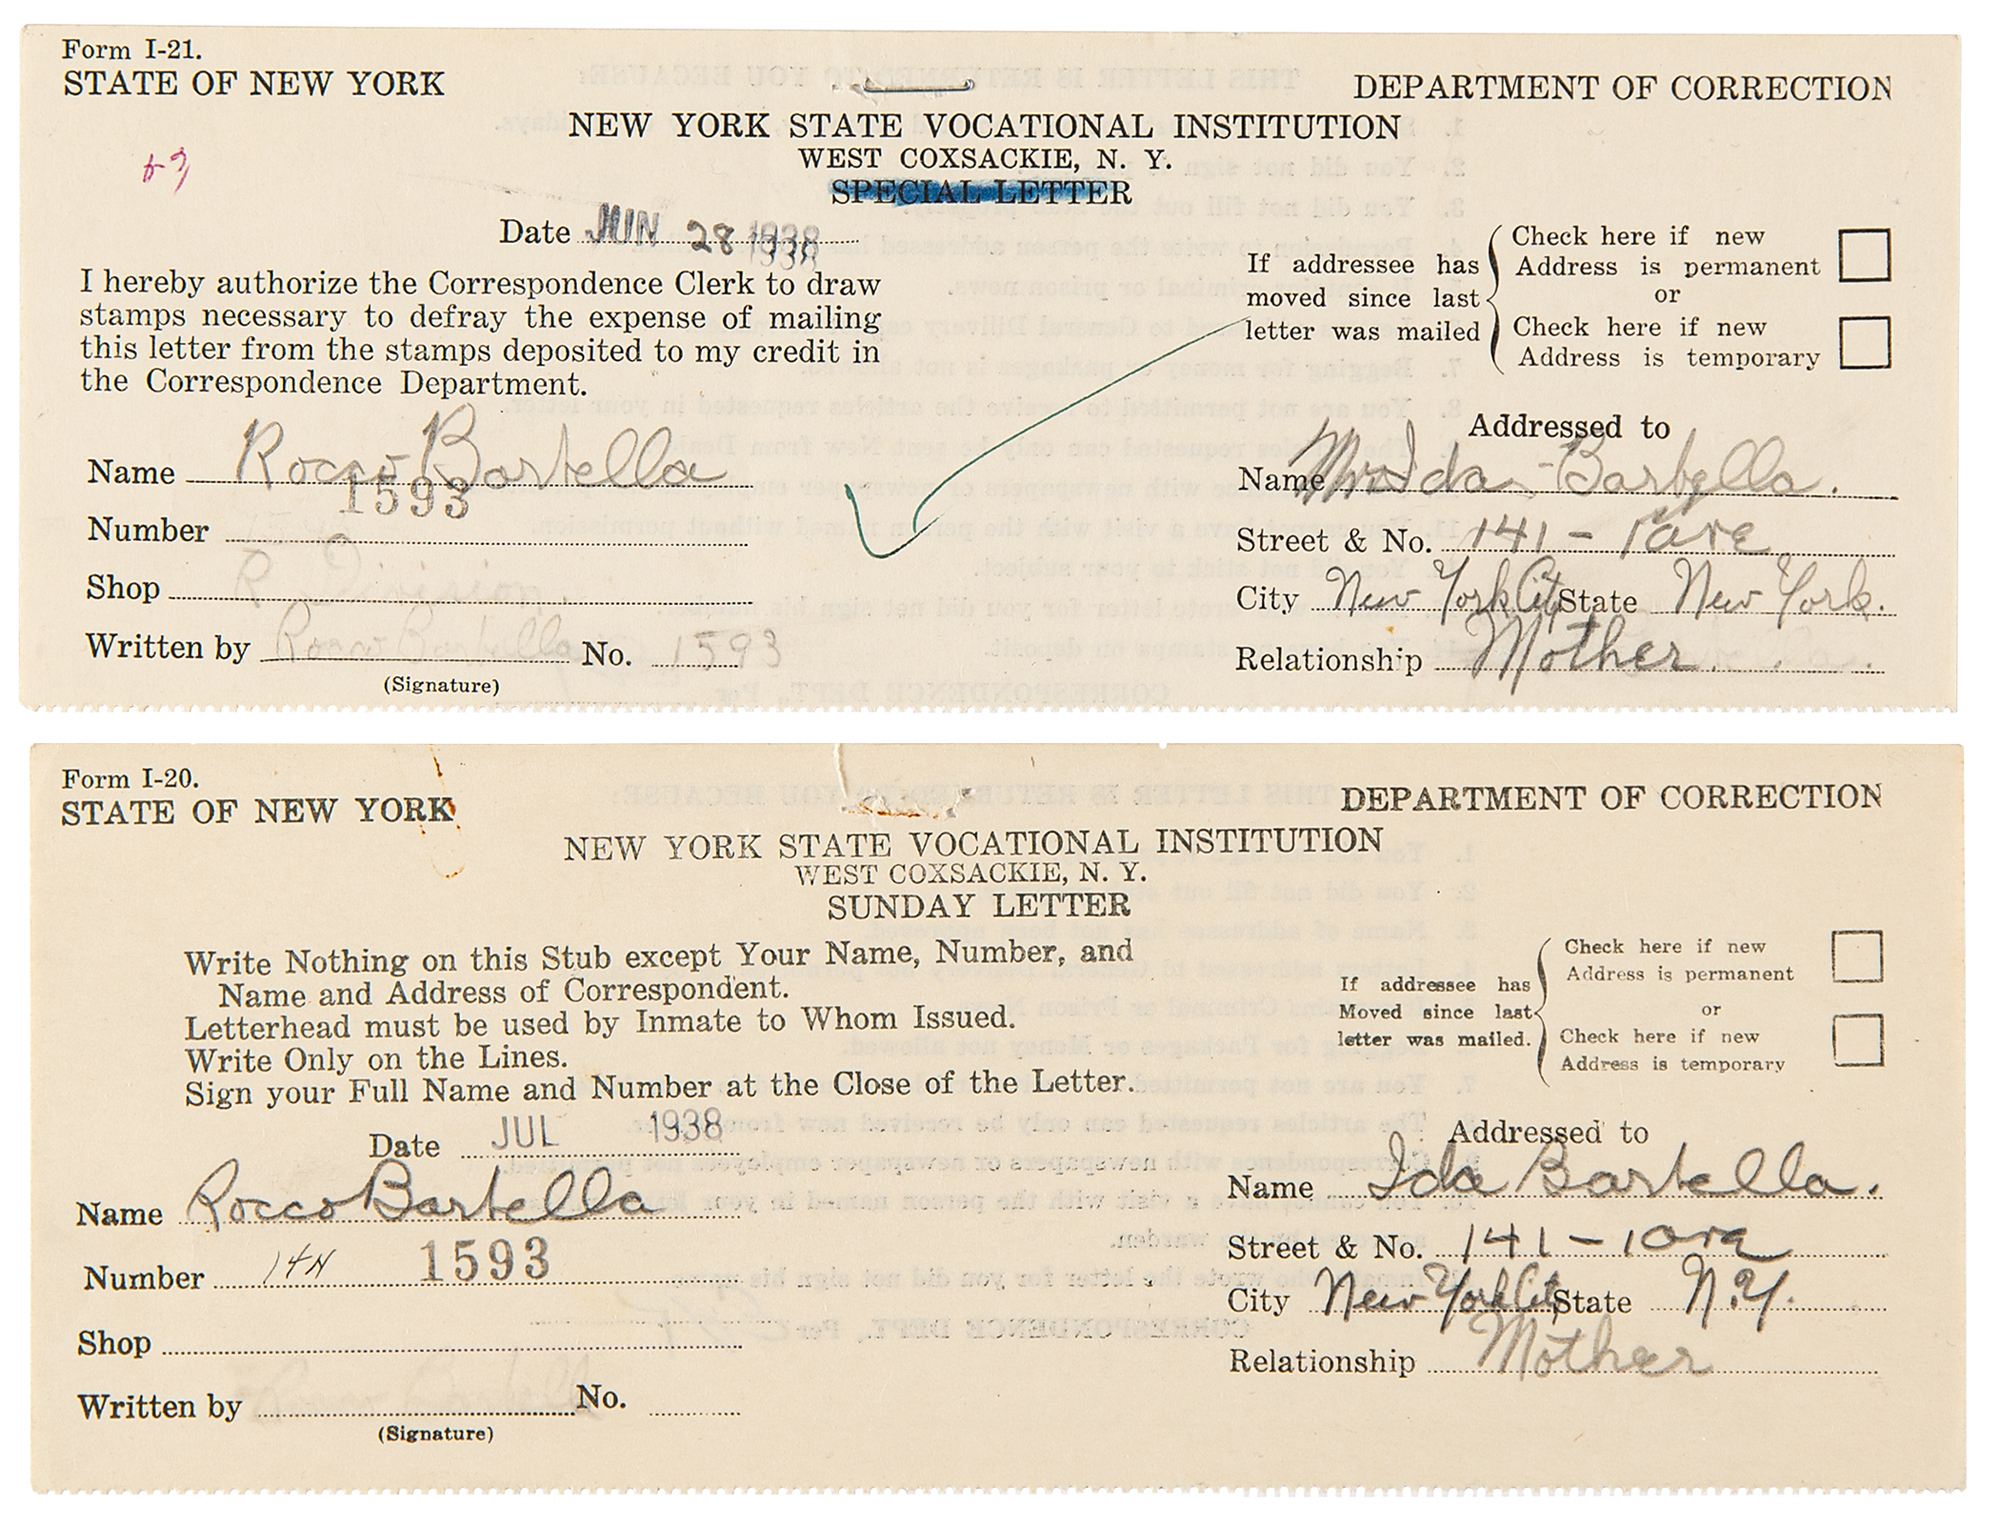 Form I-21.
STATE OF NEW YORK
DEPARTMENT OF CORRECTION
NEW YORK STATE VOCATIONAL INSTITUTION
WEST COXSACKIE, N. Y.
SPECIAL LETTER
Date JUN 28 1938
I hereby authorize the Correspondence Clerk to draw
stamps necessary to defray the expense of mailing
this letter from the stamps deposited to my credit in
the Correspondence Department.
If addressee has
moved since last
letter was mailed
Check here if new
Address is permanent
or
Check here if new
Address is temporary
Name Rocco Bartella
Number 1593
Shop R Division
Written by Rocco Barbella No. 1593
(Signature)
Addressed to
Name Mrs Ida Barbella.
Street & No. 141 - 1 ave
City New York City State New York.
Relationship Mother
Form I-20.
STATE OF NEW YORK
DEPARTMENT OF CORRECTION
NEW YORK STATE VOCATIONAL INSTITUTION
WEST COXSACKIE, N. Y.
SUNDAY LETTER
Write Nothing on this Stub except Your Name, Number, and
Name and Address of Correspondent.
Letterhead must be used by Inmate to Whom Issued.
Write Only on the Lines.
Sign your Full Name and Number at the Close of the Letter.
If addressee has
Moved since last
letter was mailed.
Check here if new
Address is permanent
or
Check here if new
Address is temporary
Date JUL 1938
Name Rocco Bartella
Number 14N 1593
Shop
Written by Rocco Bartella No.
(Signature)
Addressed to
Name Ida Bartella.
Street & No. 141 - 1 ave
City New York City State N.Y.
Relationship Mother